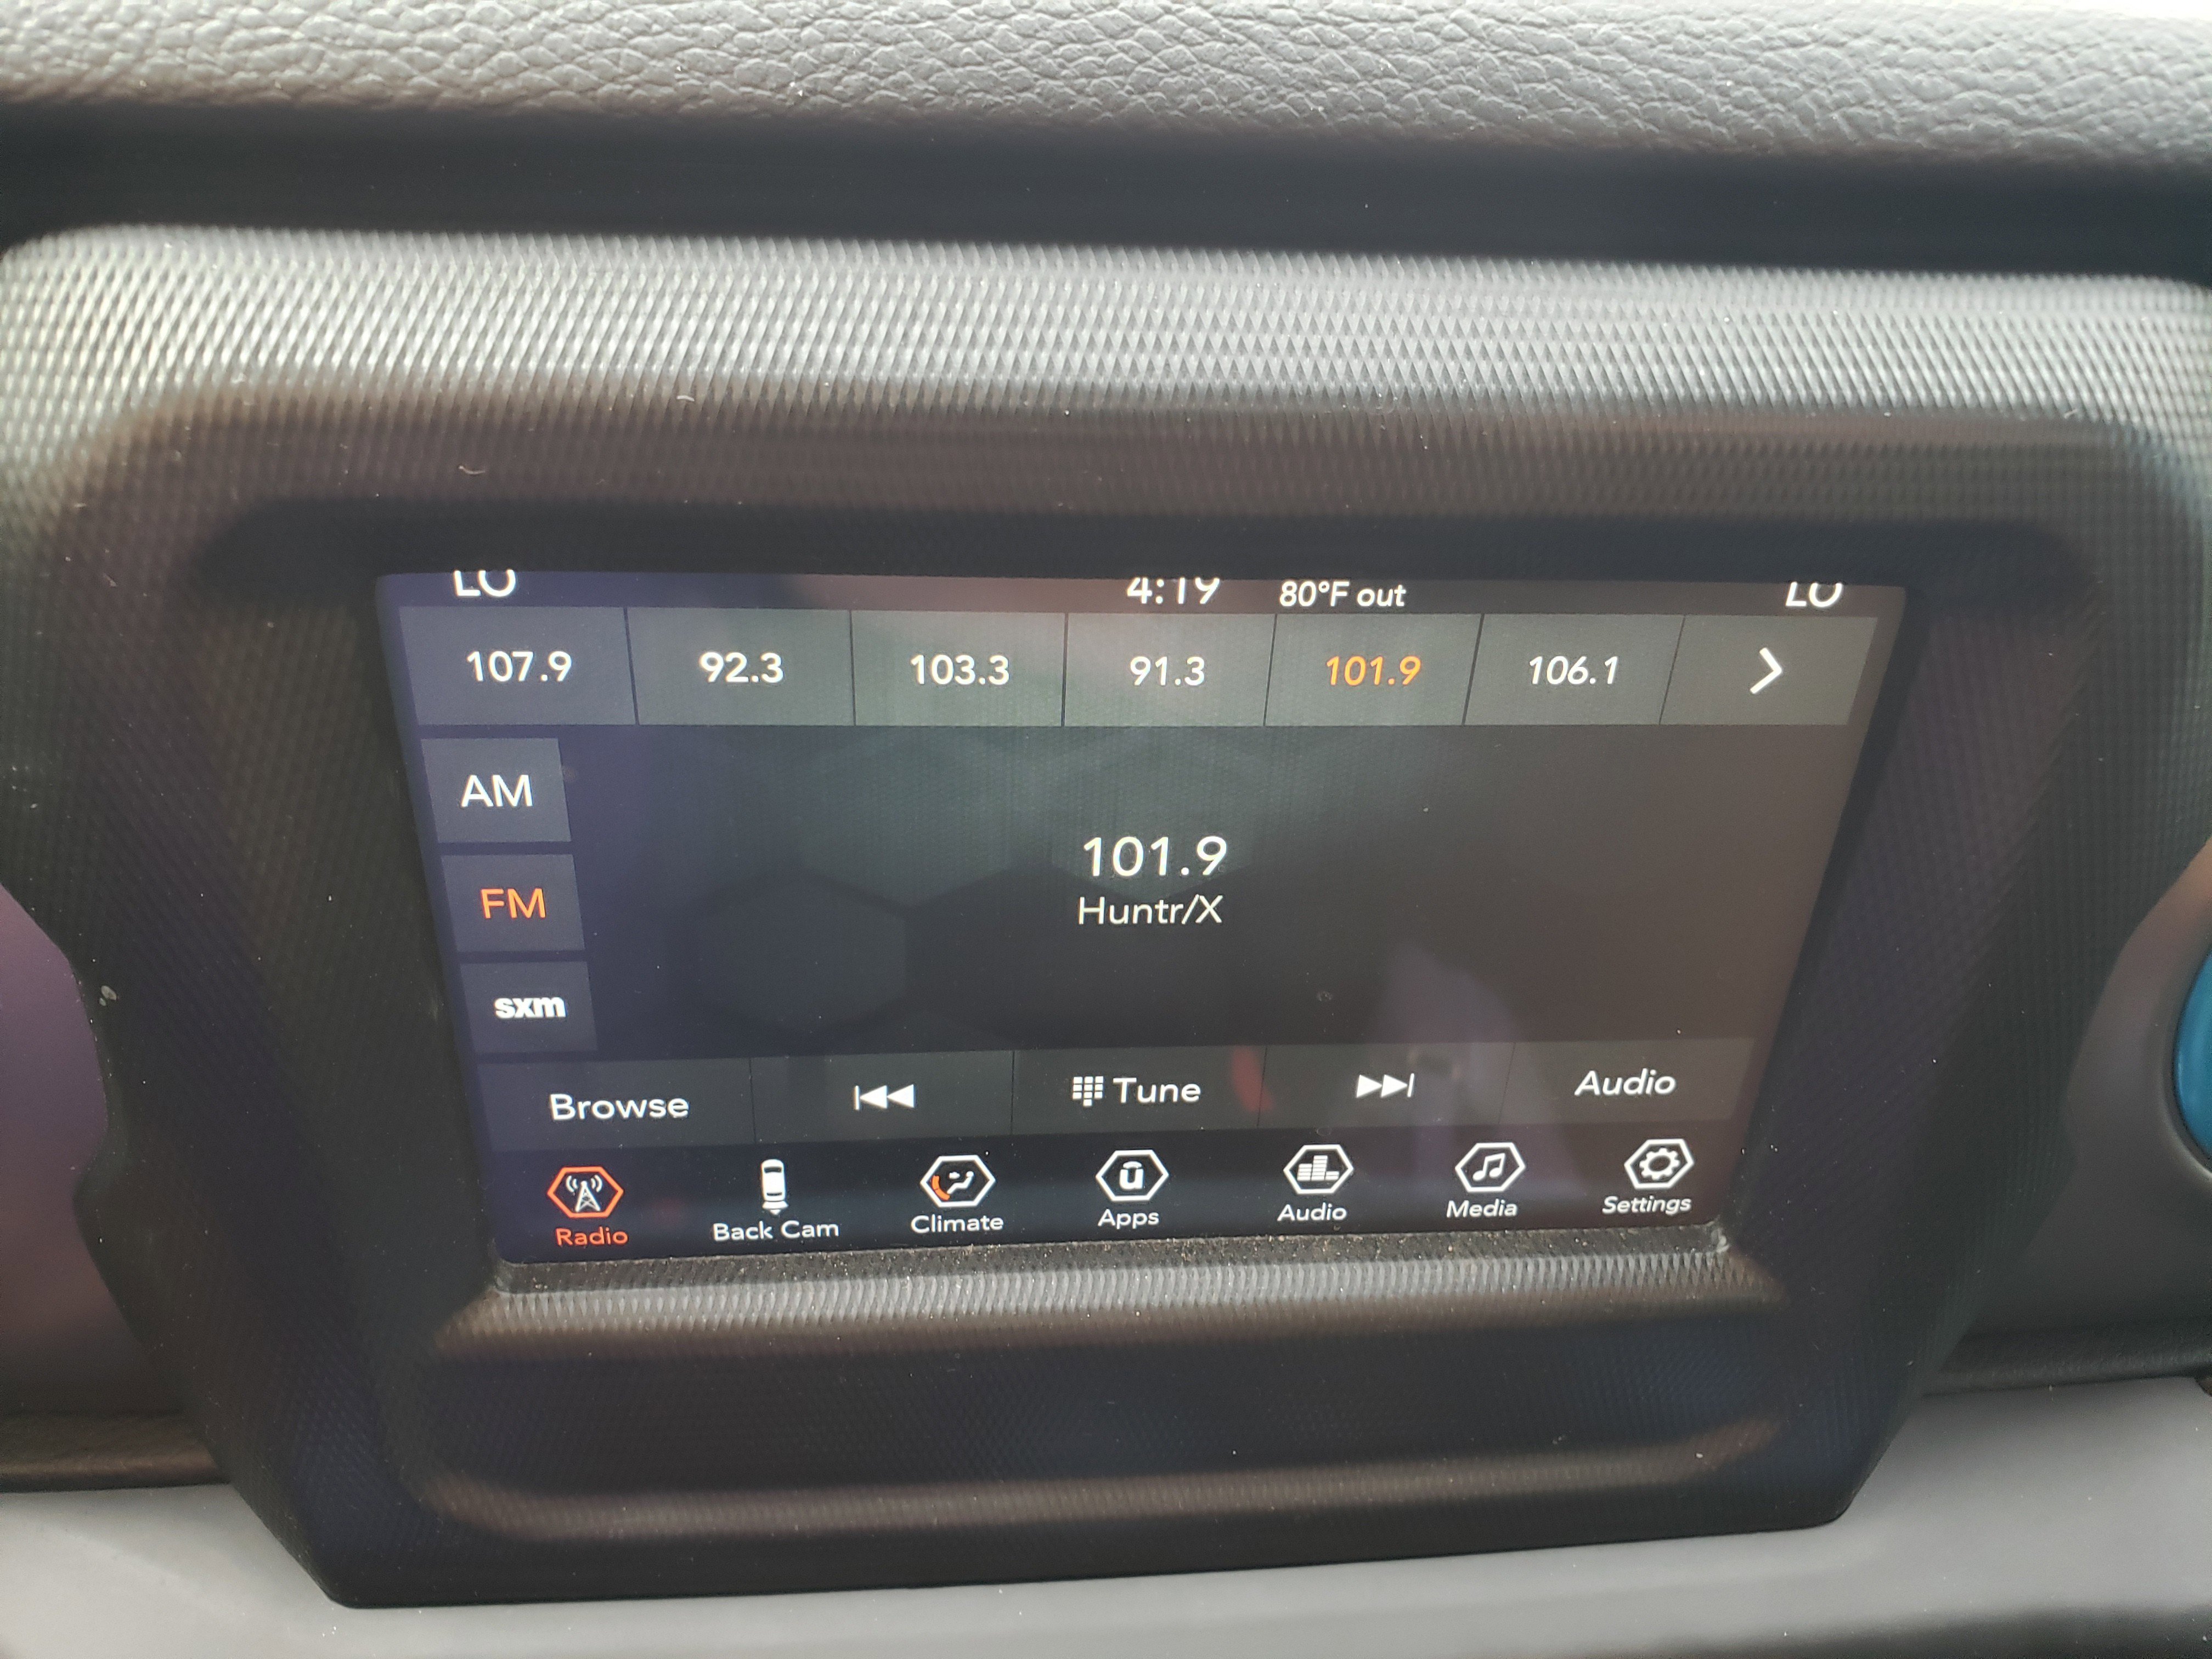 LO 4:19 80°F out LO
107.9 92.3 103.3 91.3 101.9 106.1
AM
101.9
FM
Huntr/X
sxm
Browse Tune Audio
Radio Back Cam Climate Apps Audio Media Settings